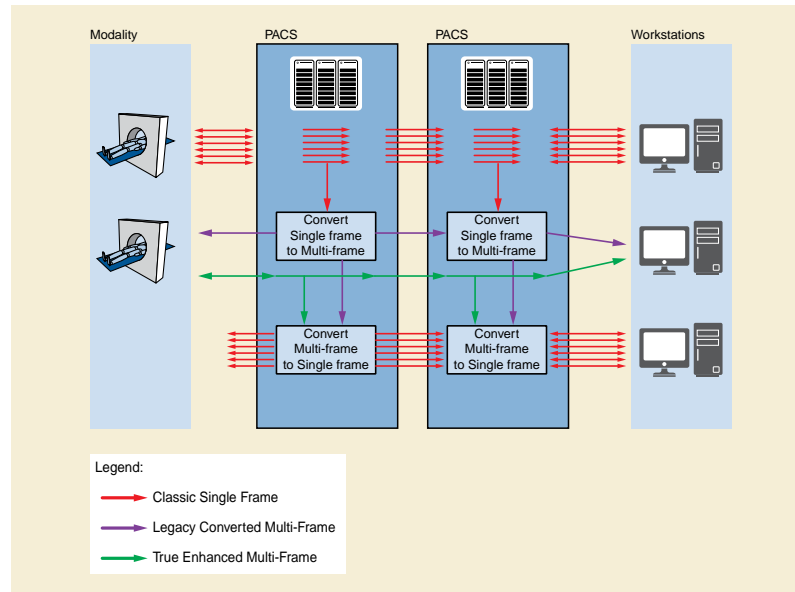 Modality
PACS
PACS
Workstations
Convert
Single frame
to Multi-frame
Convert
Single frame
to Multi-frame
Convert
Multi-frame
to Single frame
Convert
Multi-frame
to Single frame
Legend:
Classic Single Frame
Legacy Converted Multi-Frame
True Enhanced Multi-Frame